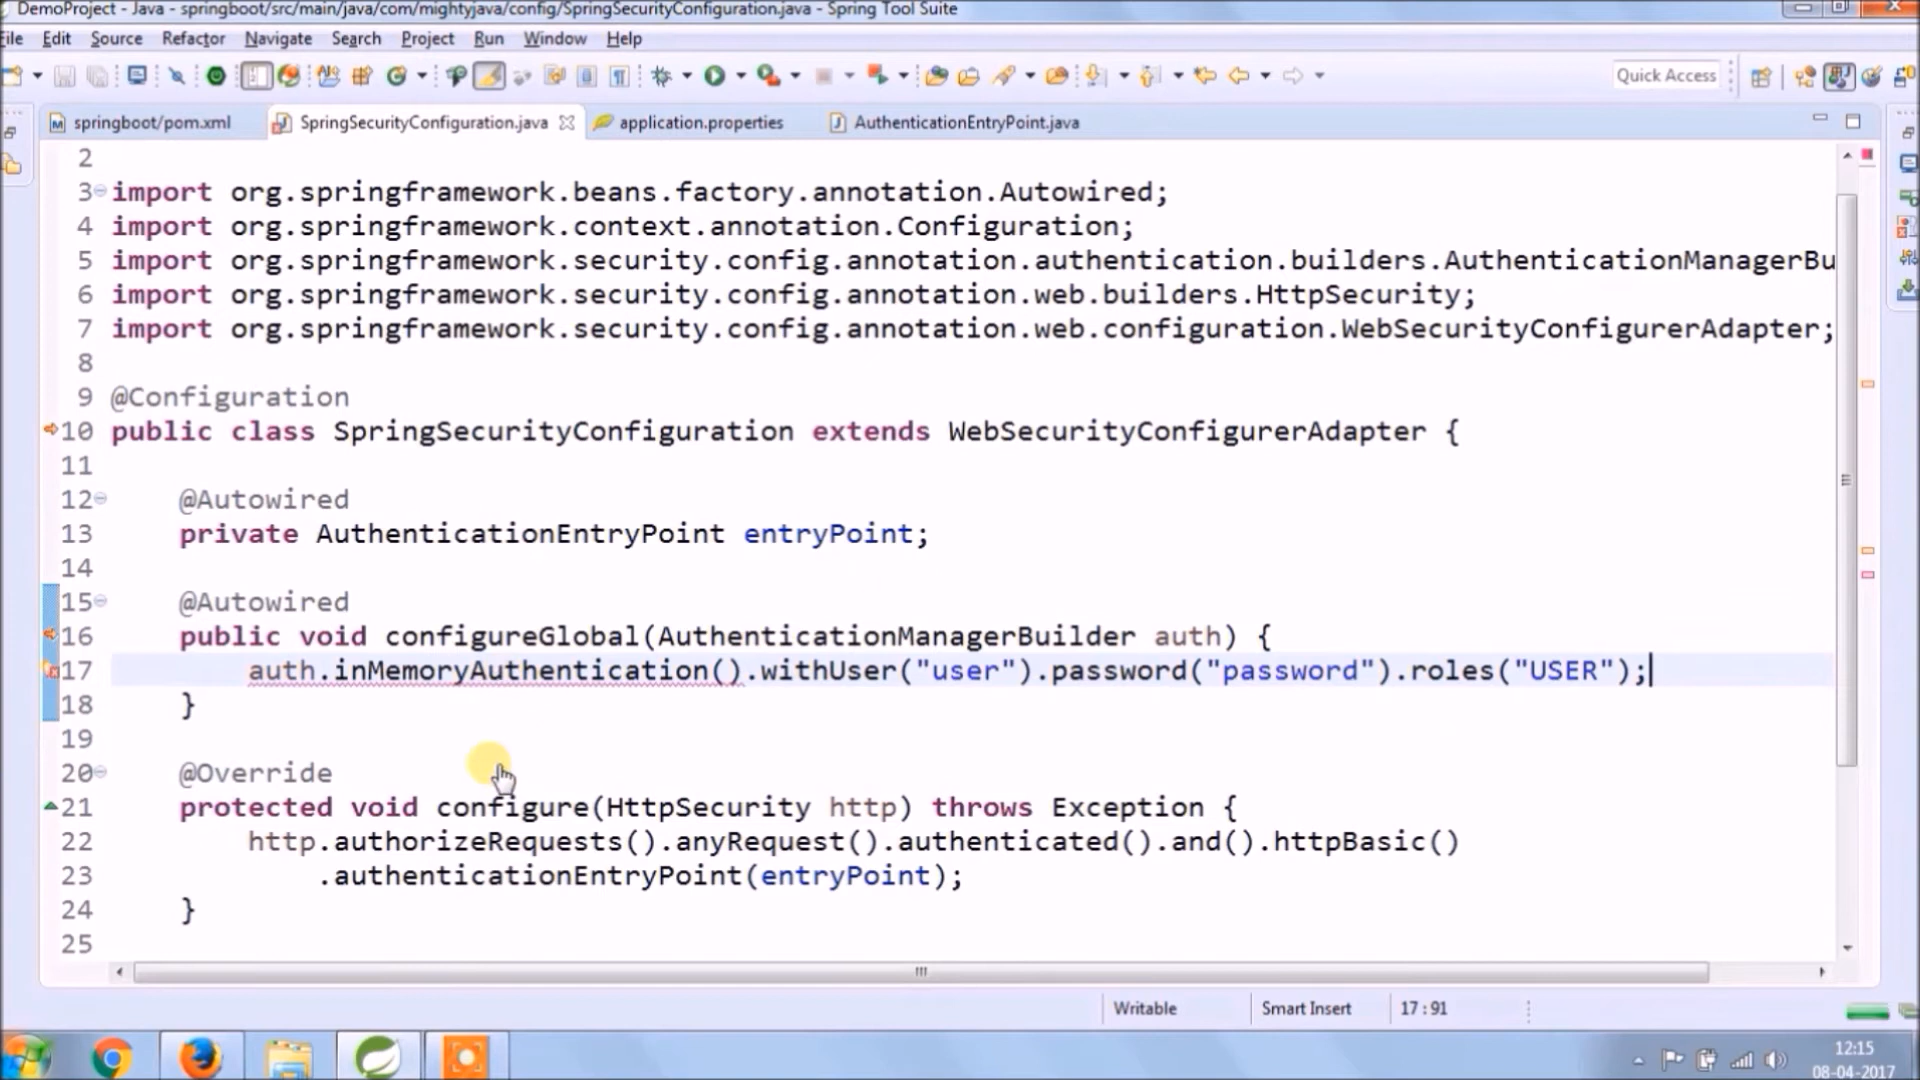 DemoProject - Java - springboot/src/main/java/com/mightyjava/config/SpringSecurityConfiguration.java - Spring Tool Suite
File Edit Source Refactor Navigate Search Project Run Window Help
Quick Access
springboot/pom.xml SpringSecurityConfiguration.java application.properties AuthenticationEntryPoint.java
2
3 import org.springframework.beans.factory.annotation.Autowired;
4 import org.springframework.context.annotation.Configuration;
5 import org.springframework.security.config.annotation.authentication.builders.AuthenticationManagerBu
6 import org.springframework.security.config.annotation.web.builders.HttpSecurity;
7 import org.springframework.security.config.annotation.web.configuration.WebSecurityConfigurerAdapter;
8
9 @Configuration
10 public class SpringSecurityConfiguration extends WebSecurityConfigurerAdapter {
11
12 @Autowired
13 private AuthenticationEntryPoint entryPoint;
14
15 @Autowired
16 public void configureGlobal(AuthenticationManagerBuilder auth) {
17 auth.inMemoryAuthentication().withUser("user").password("password").roles("USER");
18 }
19
20 @Override
21 protected void configure(HttpSecurity http) throws Exception {
22 http.authorizeRequests().anyRequest().authenticated().and().httpBasic()
23 .authenticationEntryPoint(entryPoint);
24 }
25
Writable Smart Insert 17 : 91
12:15
08-04-2017